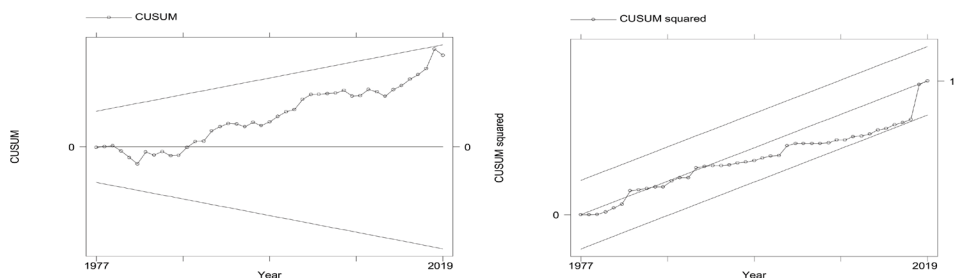 CUSUM
CUSUM
0
0
1977
2019
Year
CUSUM squared
CUSUM squared
0
1
1977
2019
Year